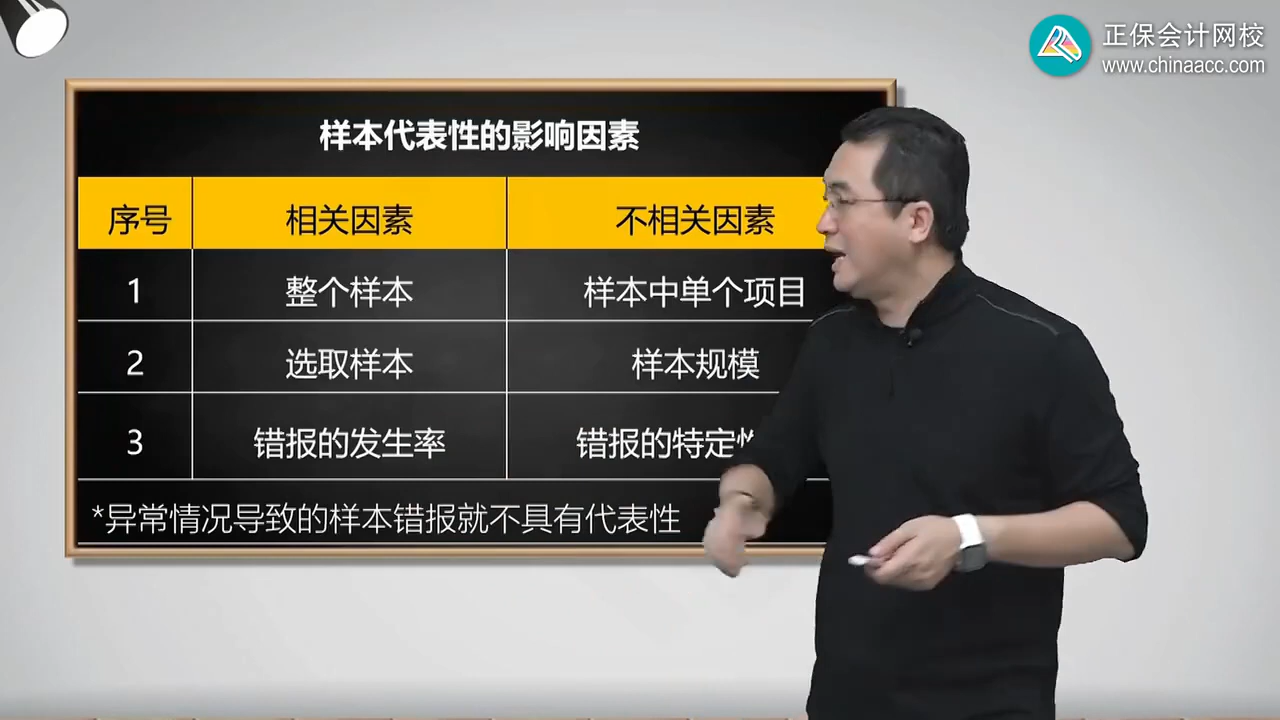 正保会计网校
www.chinaacc.com
样本代表性的影响因素
序号 相关因素 不相关因素
1 整个样本 样本中单个项目
2 选取样本 样本规模
3 错报的发生率 错报的特定
*异常情况导致的样本错报就不具有代表性